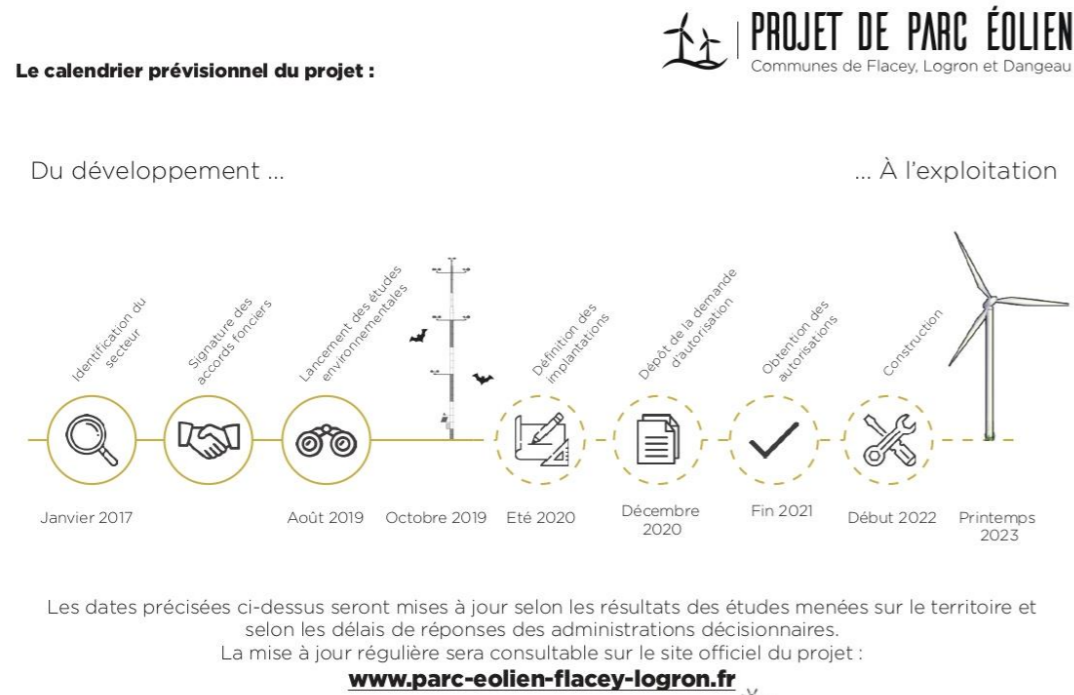 PROJET DE PARC ÉOLIEN
Communes de Flacey, Logron et Dangeau
Le calendrier prévisionnel du projet :
Du développement ...
... À l'exploitation
Identification du
secteur
Signature des
accords fonciers
Lancement des études
environnementales
Définition des
implantations
Dépôt de la demande
d'autorisation
Obtention des
autorisations
Construction
Janvier 2017
Août 2019
Octobre 2019
Eté 2020
Décembre
2020
Fin 2021
Début 2022
Printemps
2023
Les dates précisées ci-dessus seront mises à jour selon les résultats des études menées sur le territoire et
selon les délais de réponses des administrations décisionnaires.
La mise à jour régulière sera consultable sur le site officiel du projet :
www.parc-eolien-flacey-logron.fr